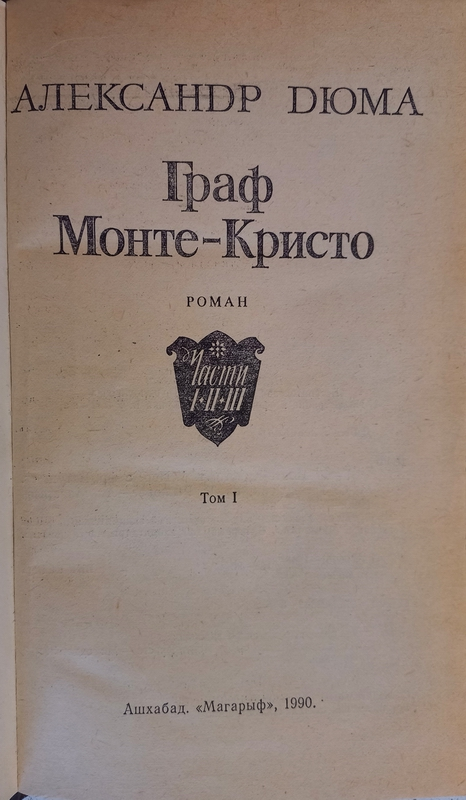 АЛЕКСАНДР ДЮМА
Граф
Монте-Кристо
РОМАН
Части
I·II·III
Том I
Ашхабад. «Магарыф», 1990.